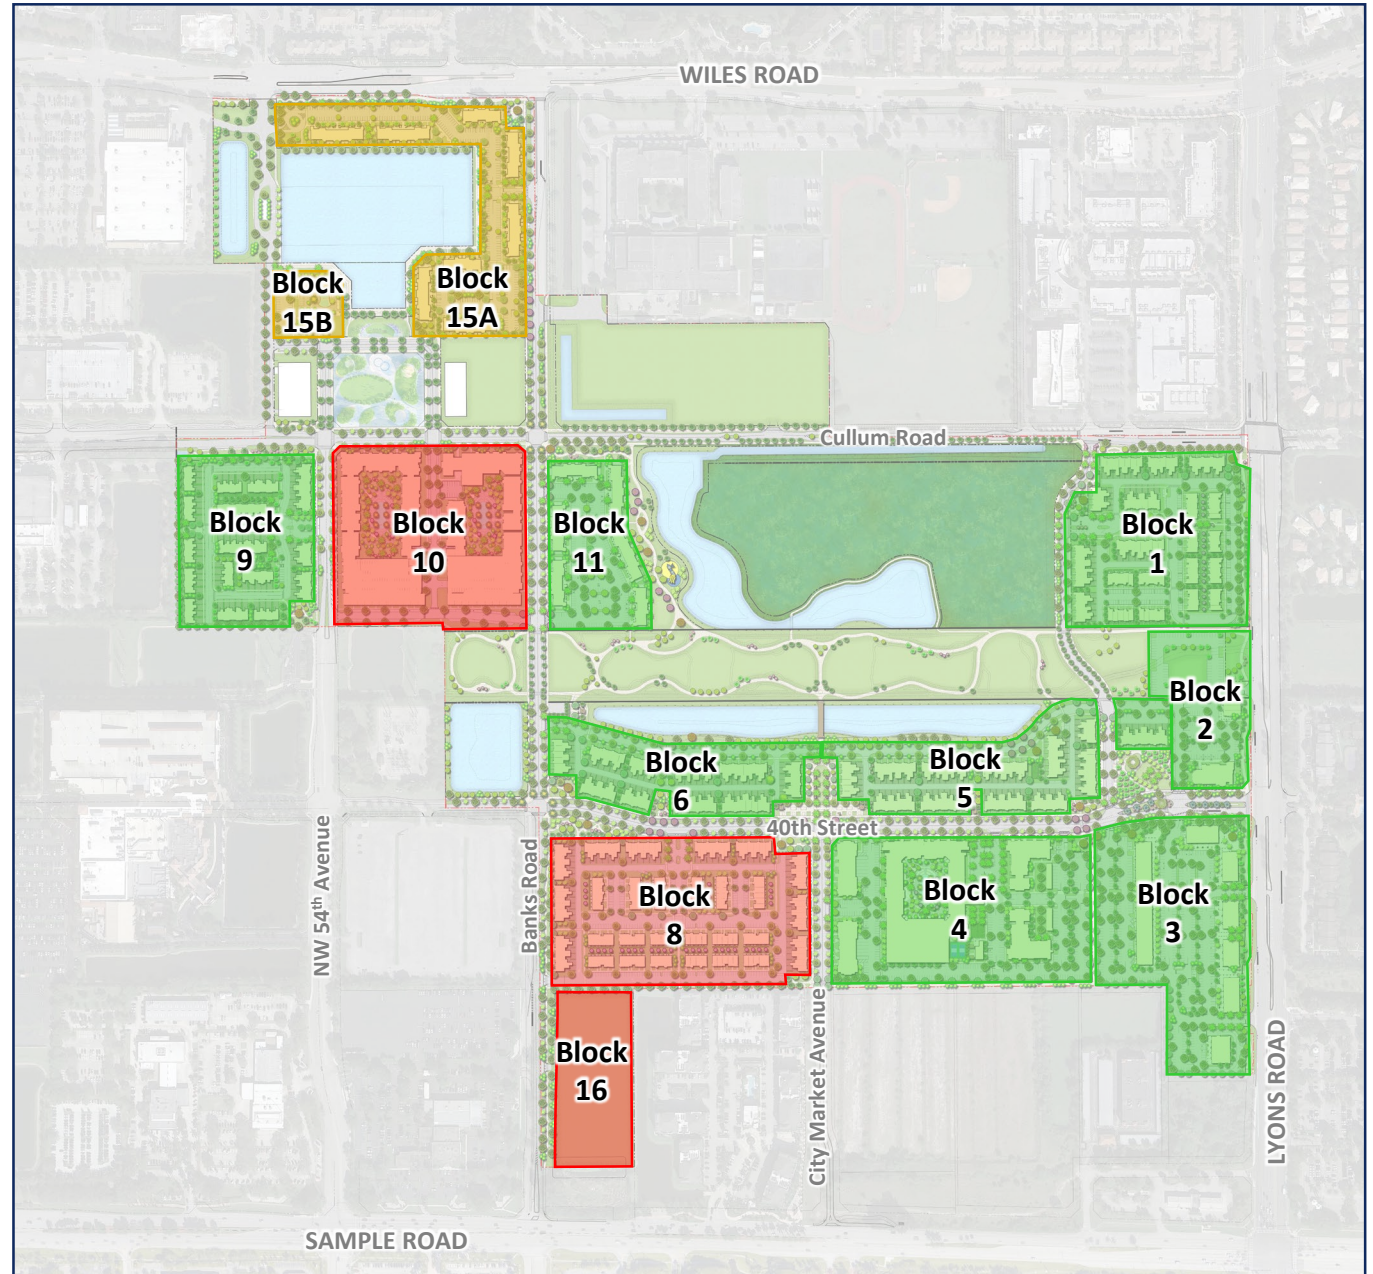 WILES ROAD
Block
15B
Block
15A
Cullum Road
Block
9
Block
10
Block
11
Block
1
Block
2
Block
6
Block
5
40th Street
NW 54th Avenue
Banks Road
Block
8
Block
4
Block
3
Block
16
City Market Avenue
LYONS ROAD
SAMPLE ROAD